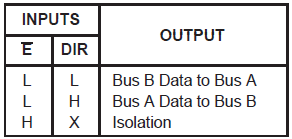 INPUTS OUTPUT
E̅ DIR
L L Bus B Data to Bus A
L H Bus A Data to Bus B
H X Isolation